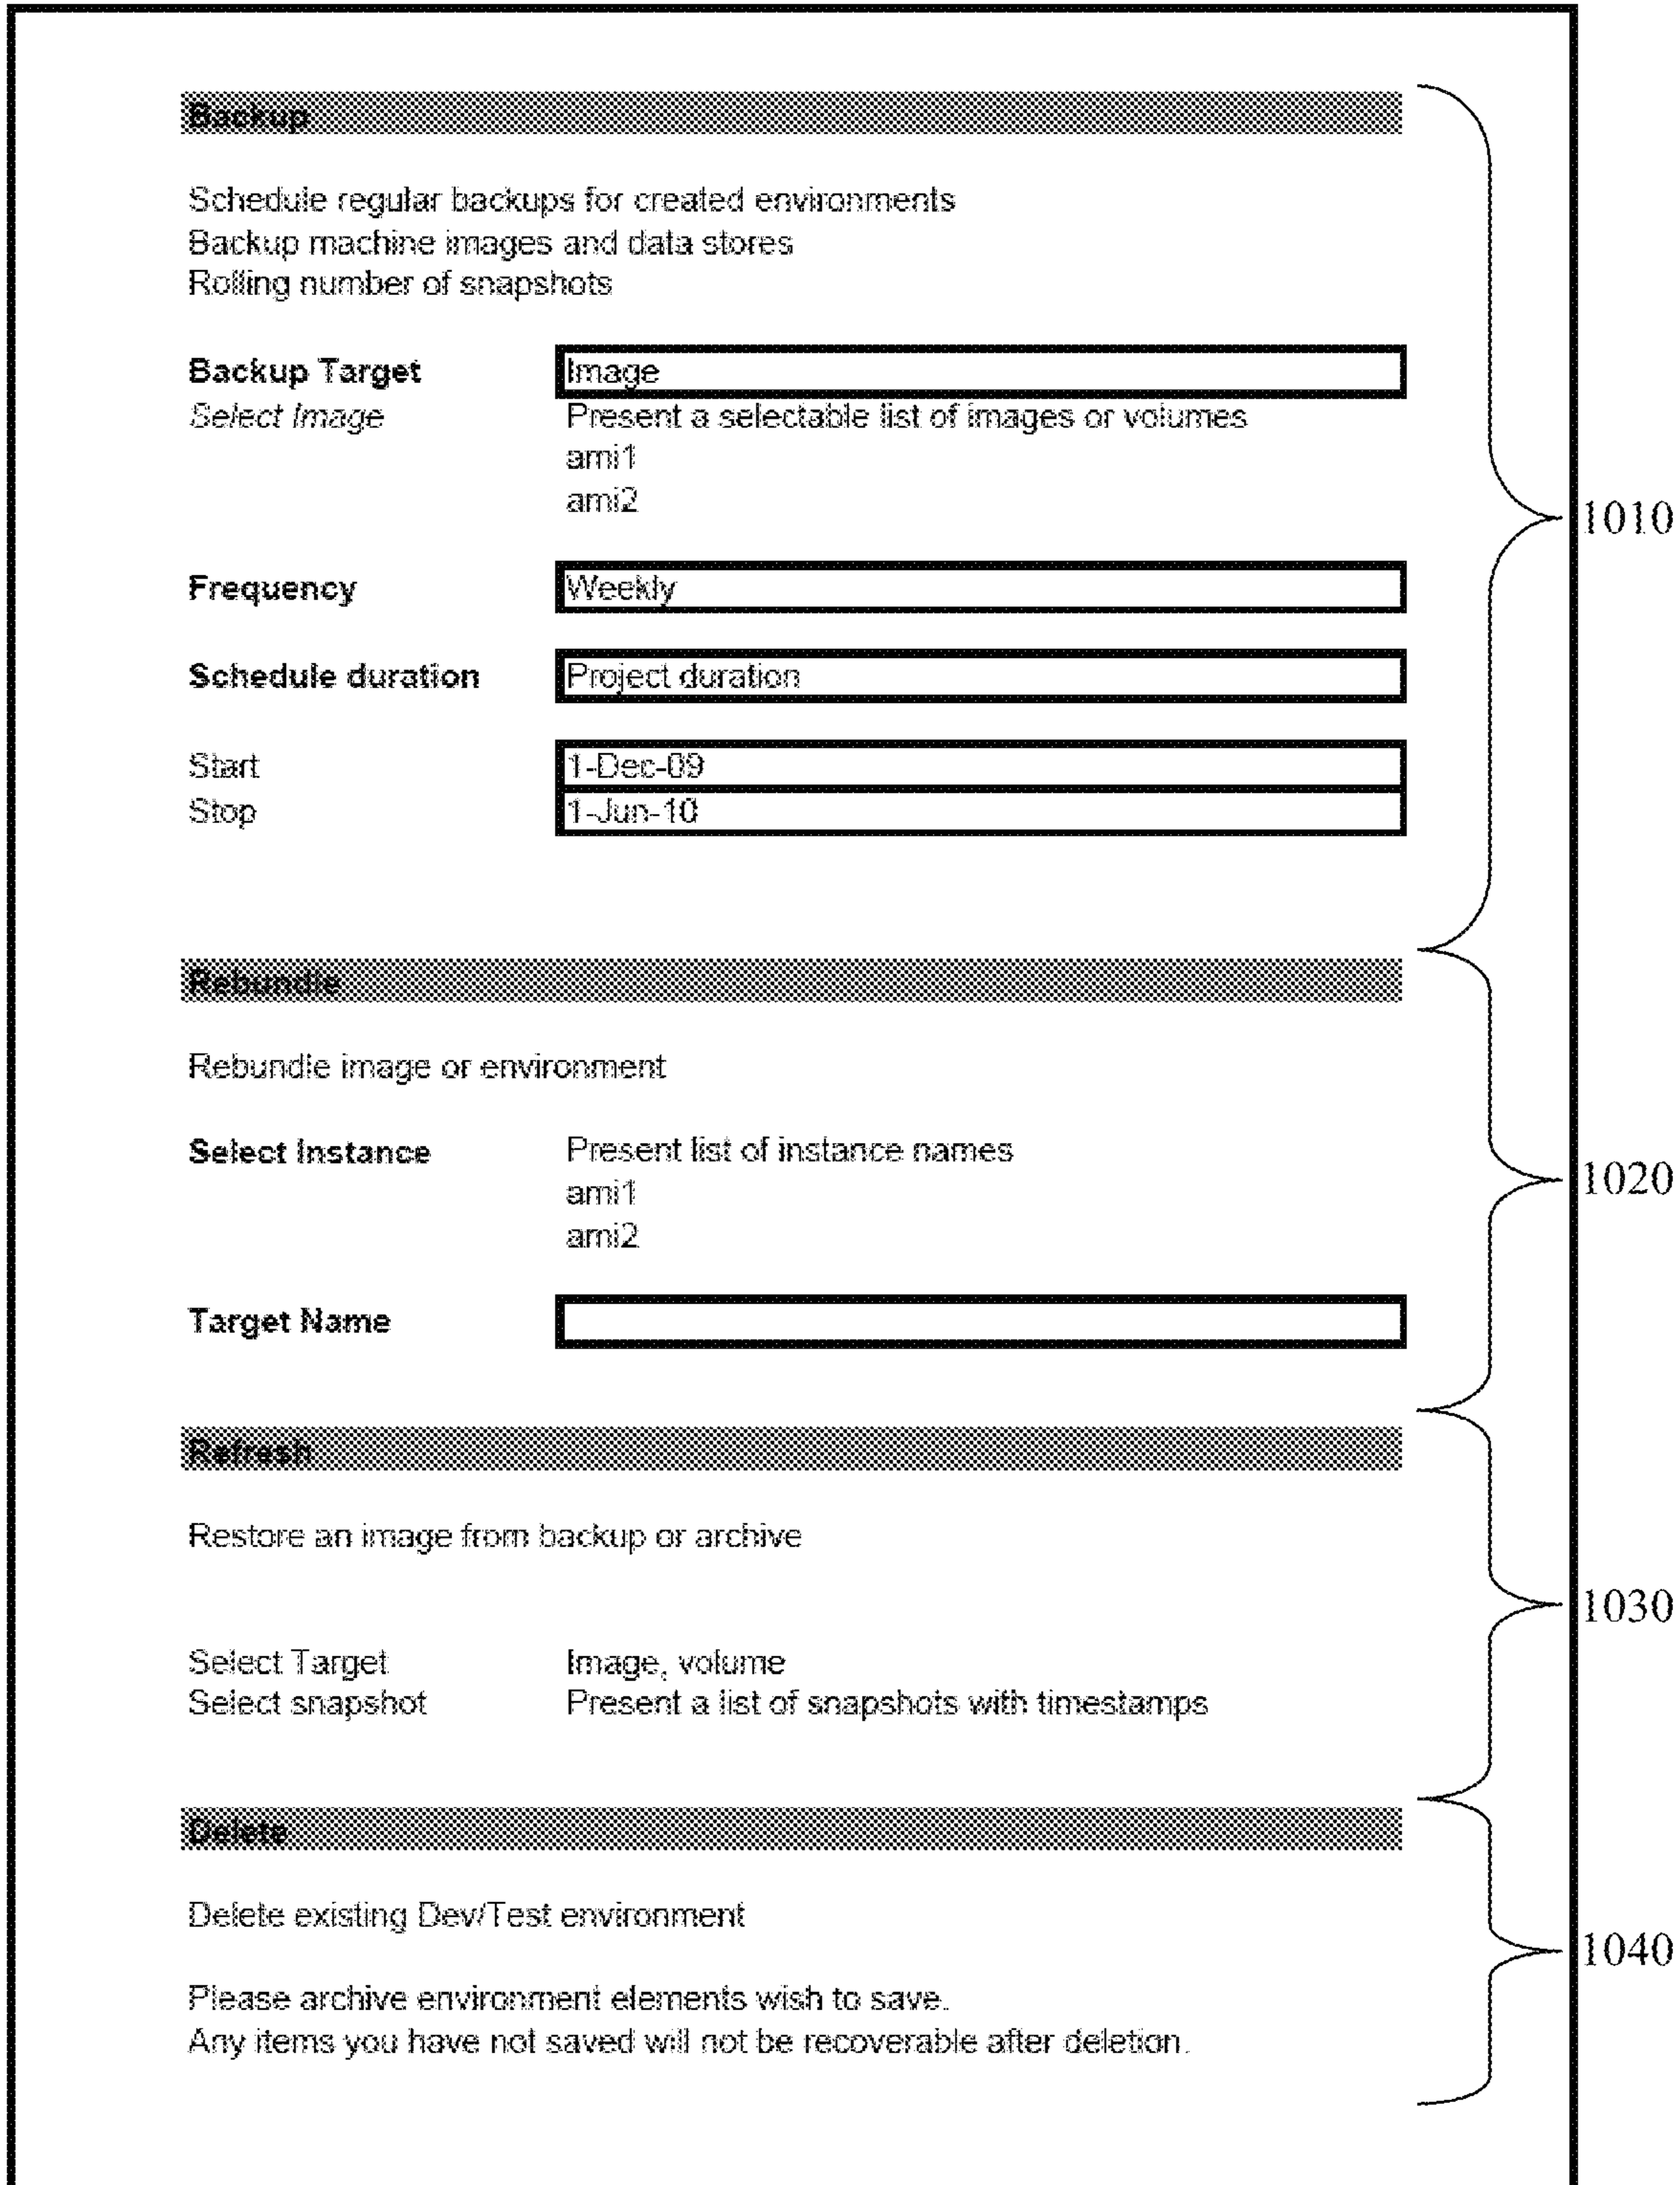 Backup
Schedule regular backups for created environments
Backup machine images and data stores
Rolling number of snapshots
Backup Target Image
Select Image Present a selectable list of images or volumes
ami1
ami2
1010
Frequency Weekly
Schedule duration Project duration
Start 1-Dec-09
Stop 1-Jun-10
Rebundle
Rebundle image or environment
Select Instance Present list of instance names
ami1
1020
ami2
Target Name
Refresh
Restore an image from backup or archive
1030
Select Target Image, volume
Select snapshot Present a list of snapshots with timestamps
Delete
Delete existing Dev/Test environment
1040
Please archive environment elements wish to save.
Any items you have not saved will not be recoverable after deletion.